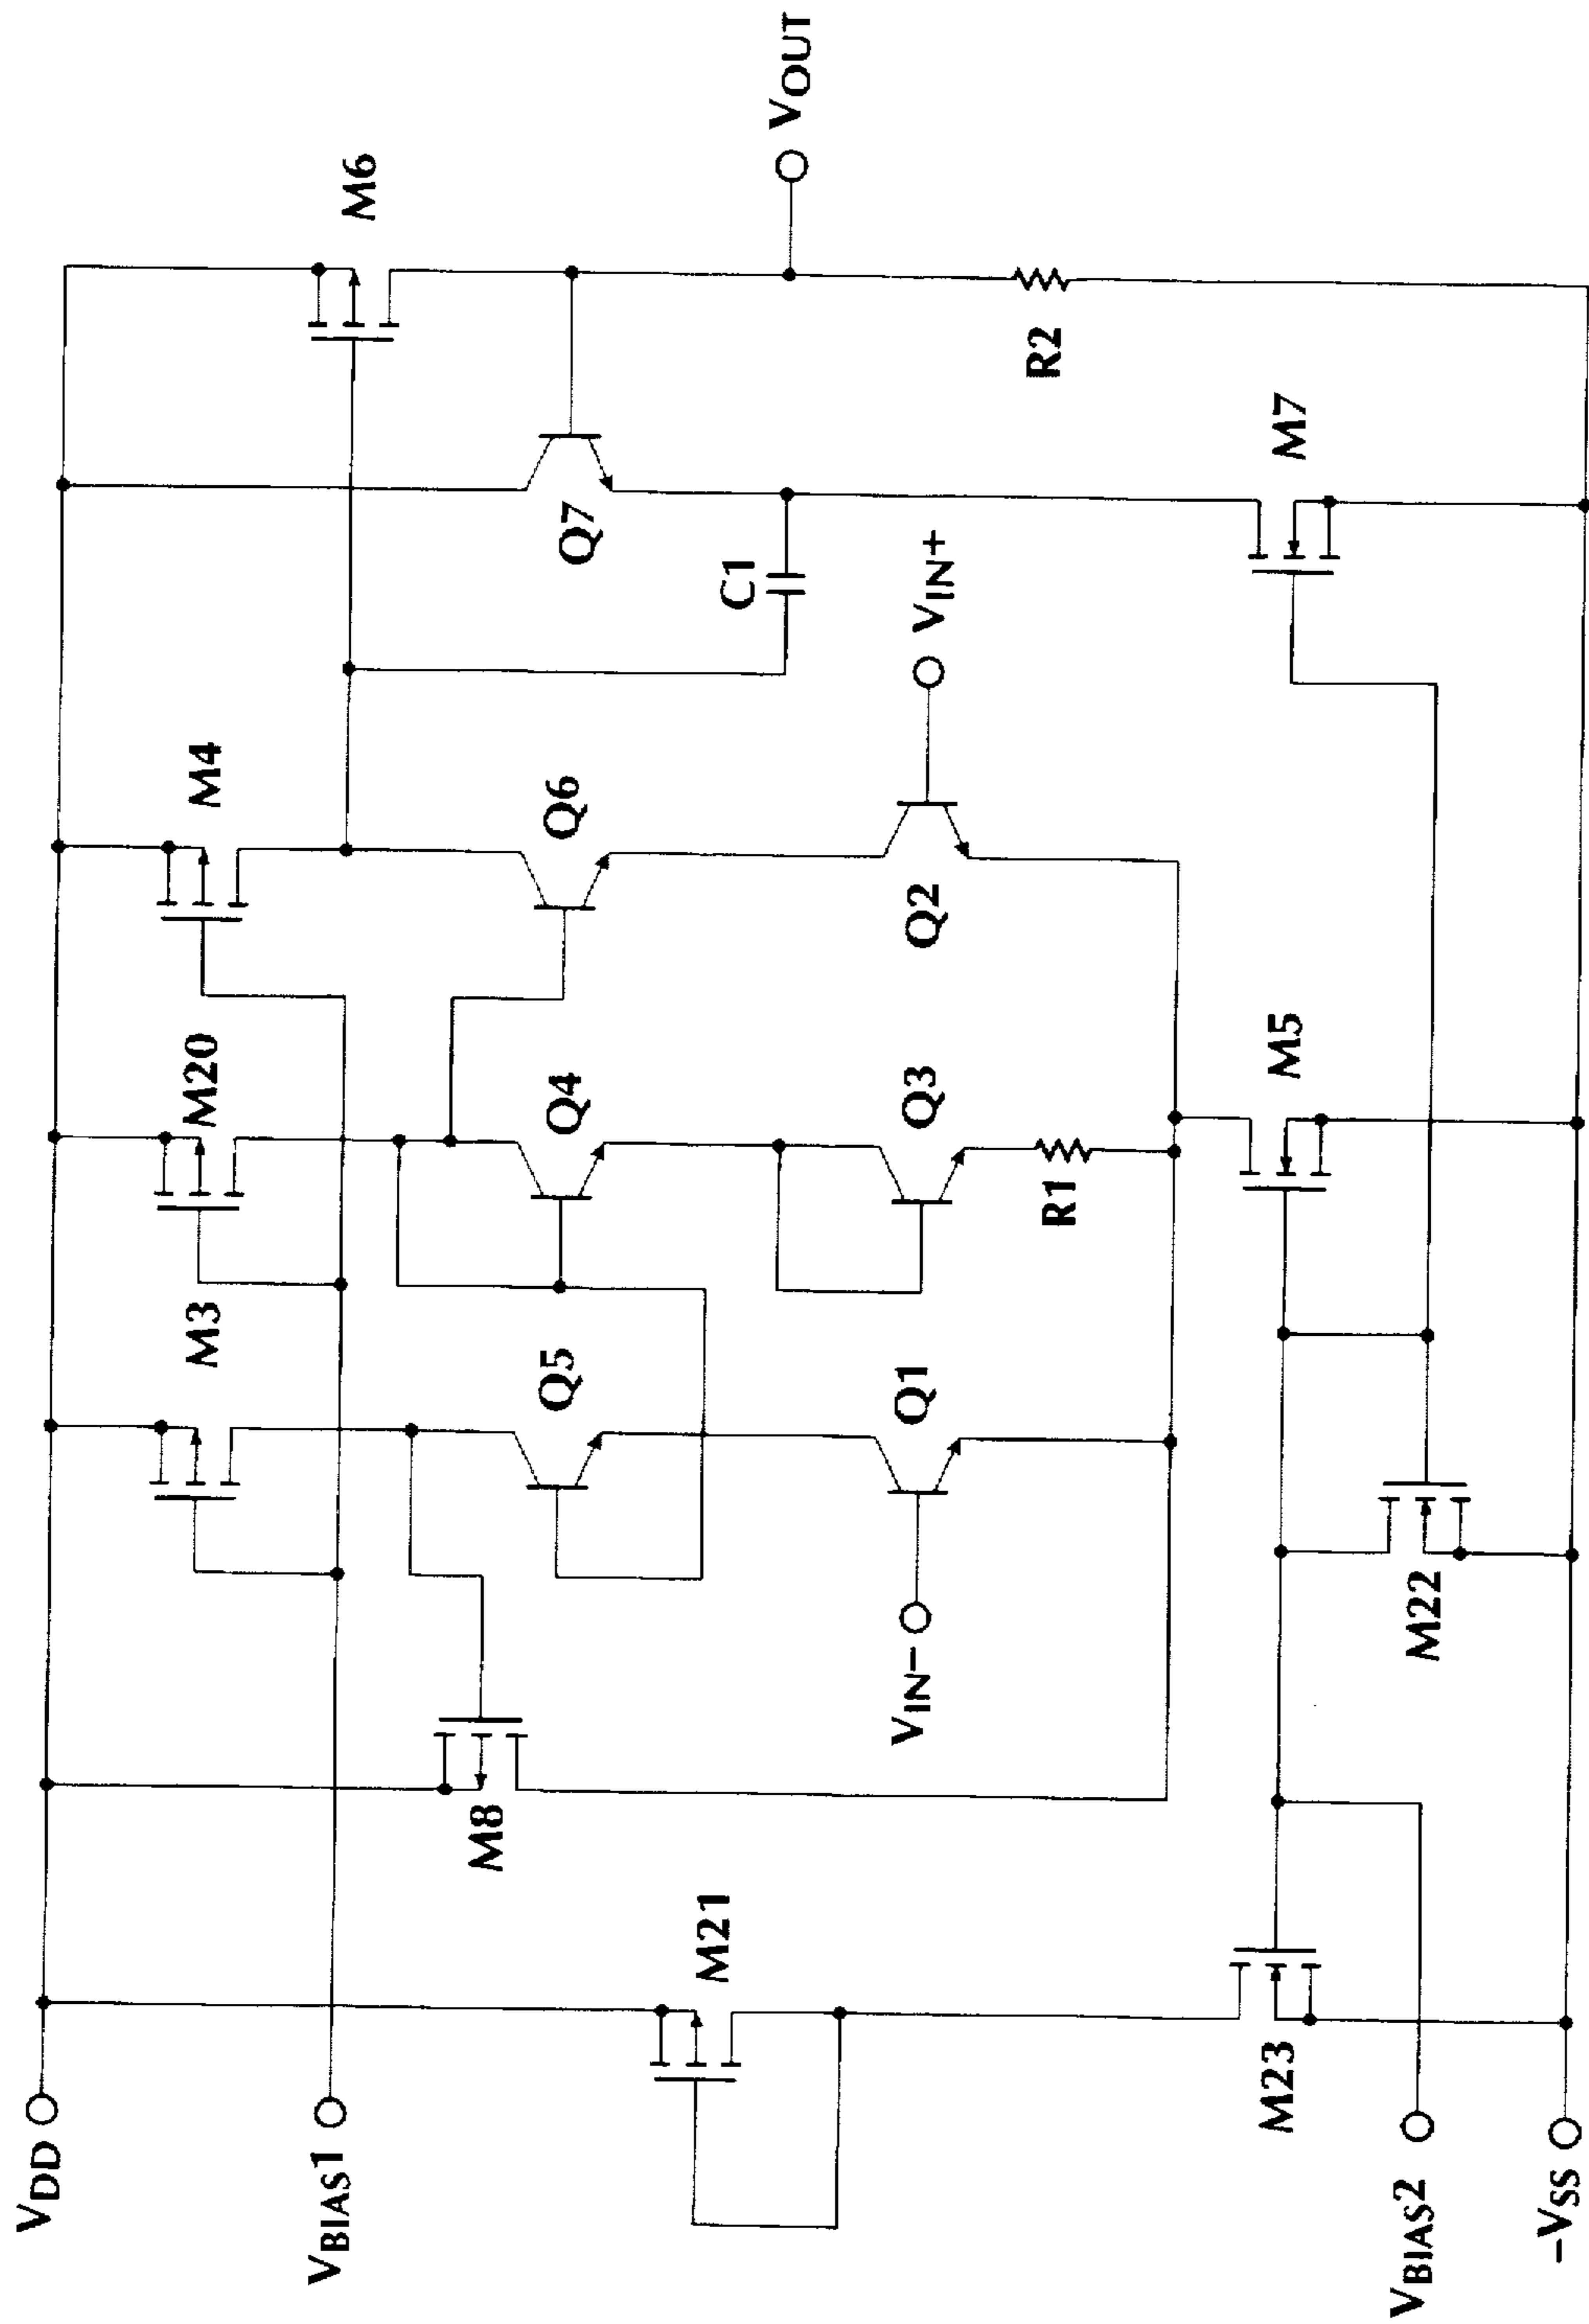 VDD
VBIAS1
M21
M23
VBIAS2
-VSS
M8
VIN-
M22
M3
Q5
Q1
M20
Q4
Q3
R1
M5
M4
Q6
Q2
VIN+
C1
Q7
M7
M6
R2
VOUT